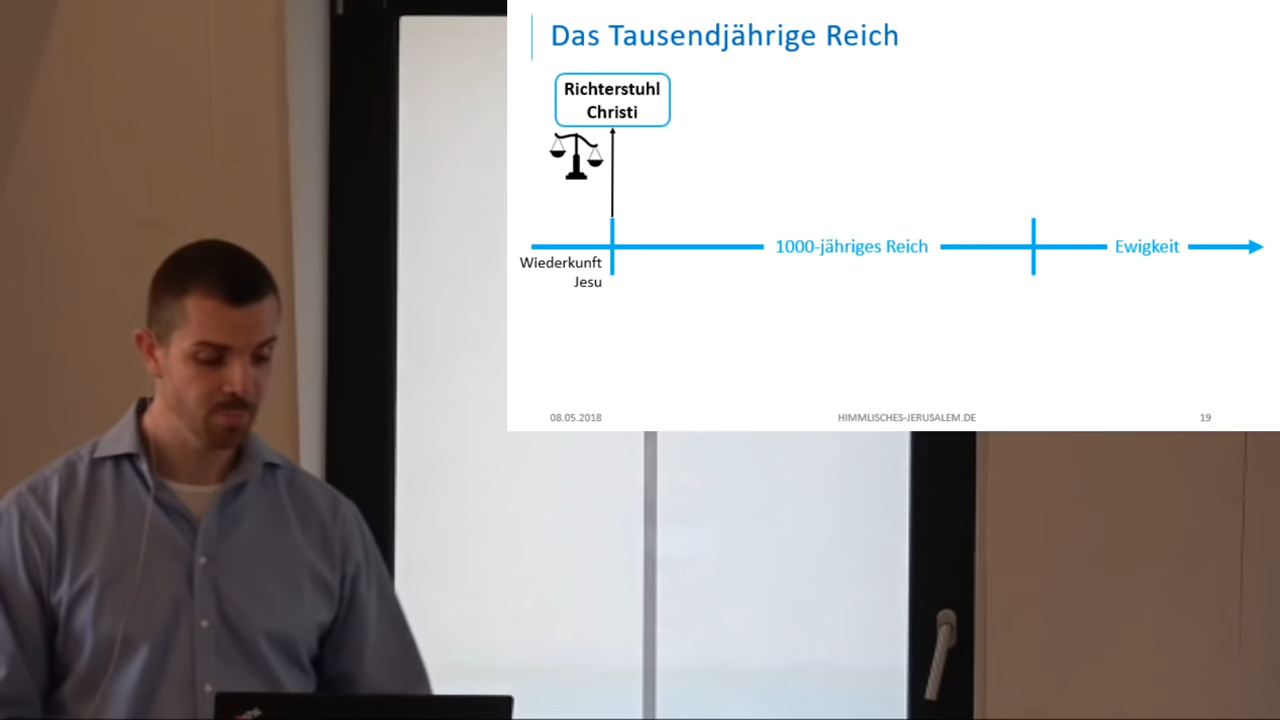 Das Tausendjährige Reich
Richterstuhl
Christi
1000-jähriges Reich
Ewigkeit
Wiederkunft
Jesu
08.05.2018
HIMMLISCHES-JERUSALEM.DE
19